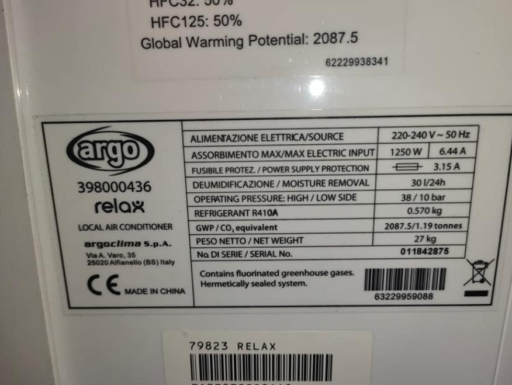 HFC32: 50%
HFC125: 50%
Global Warming Potential: 2087.5
62229938341
argo
398000436
relax
LOCAL AIR CONDITIONER
argoclima S.p.A.
Via A. Varo, 35
25020 Alfianello (BS) Italy
CE MADE IN CHINA
ALIMENTAZIONE ELETTRICA/SOURCE 220-240 V ~ 50 Hz
ASSORBIMENTO MAX/MAX ELECTRIC INPUT 1250 W 6.44 A
FUSIBILE PROTEZ. / POWER SUPPLY PROTECTION 3.15 A
DEUMIDIFICAZIONE / MOISTURE REMOVAL 30 l/24h
OPERATING PRESSURE: HIGH / LOW SIDE 38 / 10 bar
REFRIGERANT R410A 0.570 kg
GWP / CO2 equivalent 2087.5/1.19 tonnes
PESO NETTO / NET WEIGHT 27 kg
No. DI SERIE / SERIAL No. 011842875
Contains fluorinated greenhouse gases.
Hermetically sealed system.
63229959088
79823 RELAX